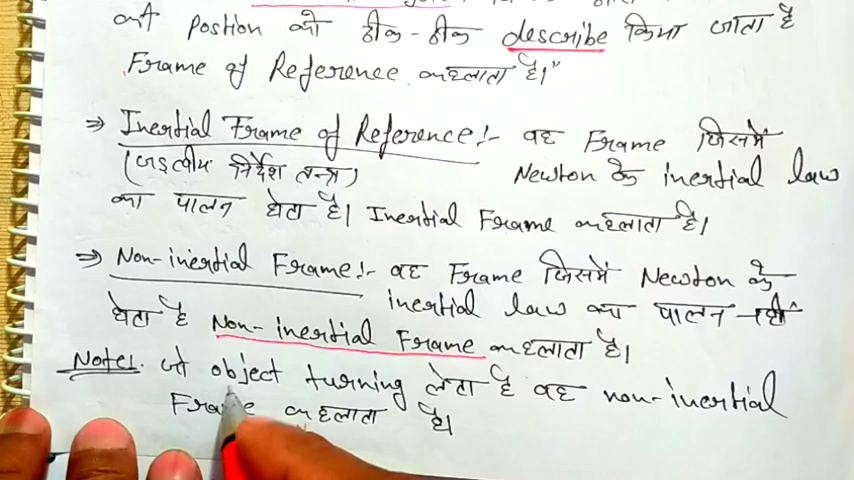 की postion को ठीक-ठीक describe किया जाता है
Frame of Reference कहलाता है।"
⇒ Inertial Frame of Reference:- वह Frame जिसमें
(जड़त्वीय निर्देश तन्त्र) Newton के inertial law
का पालन होता है। Inertial Frame कहलाता है।
⇒ Non-inertial Frame:- वह Frame जिसमें Newton के
inertial law का पालन नहीं
होता है Non-inertial Frame कहलाता है।
Note:- जो object turning लेता है वह non-inertial
Frame कहलाता है।